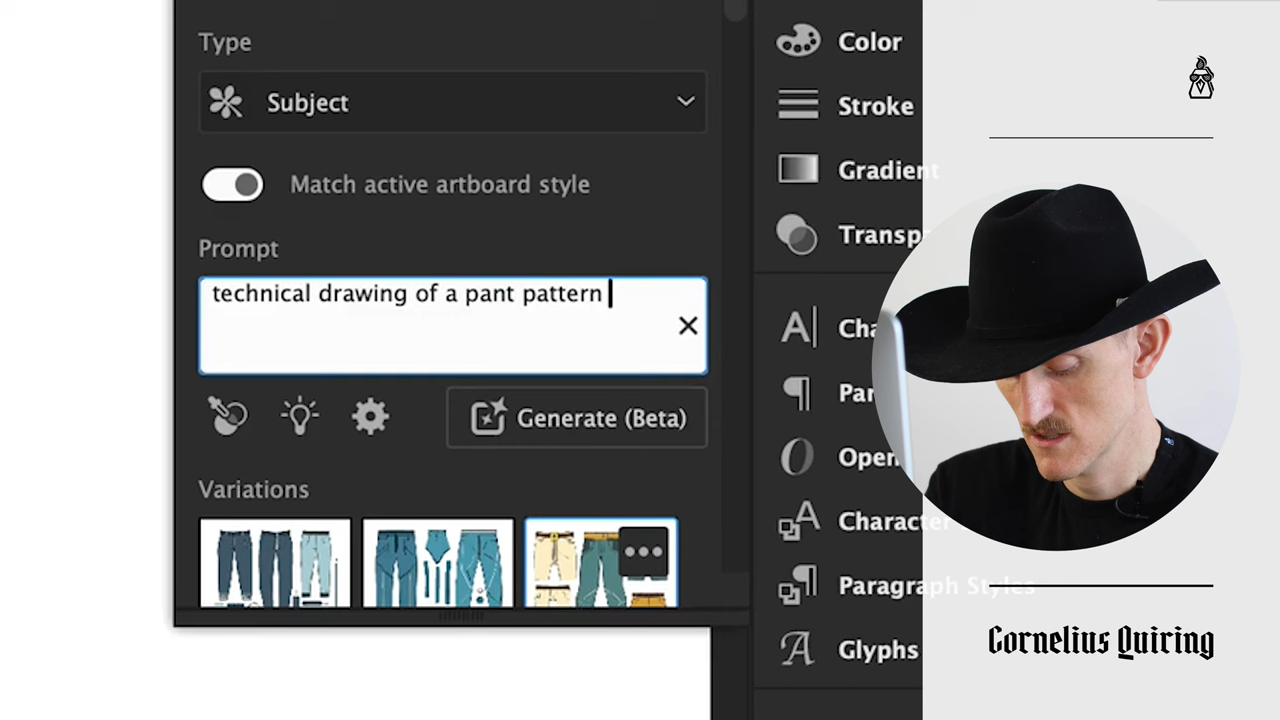 Type
Subject
Match active artboard style
Prompt
technical drawing of a pant pattern
Generate (Beta)
Variations
Color
Stroke
Gradient
Transp
Cha
Par
Open
Character
Paragraph Styles
Glyphs
Cornelius Quiring